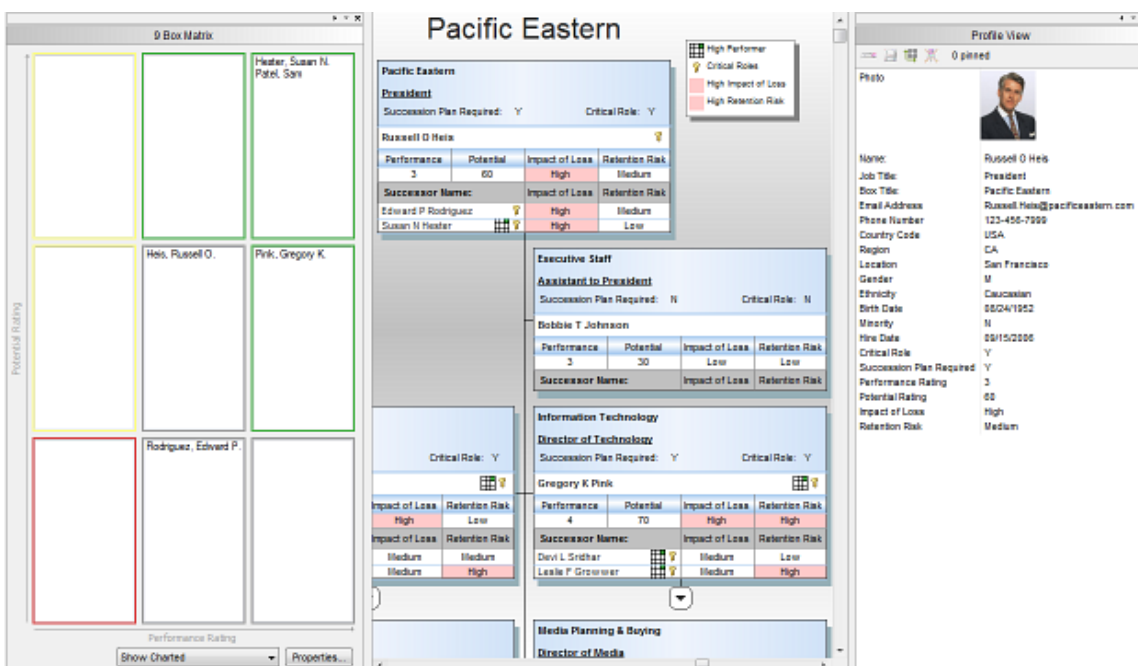 9 Box Matrix
Hester, Susan N.
Patel, Sam
Heis, Russell O.
Pink, Gregory K.
Rodriguez, Edward P.
Potential Rating
Performance Rating
Show Charted
Properties...
Pacific Eastern
High Performer
Critical Roles
High Impact of Loss
High Retention Risk
Pacific Eastern
President
Succession Plan Required: Y Critical Role: Y
Russell O Heis
Performance Potential Impact of Loss Retention Risk
3 60 High Medium
Successor Name: Impact of Loss Retention Risk
Edward P Rodriguez High Medium
Susan N Hester High Low
Executive Staff
Assistant to President
Succession Plan Required: N Critical Role: N
Bobbie T Johnson
Performance Potential Impact of Loss Retention Risk
3 30 Low Low
Successor Name: Impact of Loss Retention Risk
Critical Role: Y
Impact of Loss Retention Risk
High Low
Impact of Loss Retention Risk
Medium Medium
Medium High
Information Technology
Director of Technology
Succession Plan Required: Y Critical Role: Y
Gregory K Pink
Performance Potential Impact of Loss Retention Risk
4 70 High High
Successor Name: Impact of Loss Retention Risk
Devi L Sridhar Medium Low
Leslie F Growwer Medium High
Media Planning & Buying
Director of Media
Profile View
0 pinned
Photo
Name: Russell O Heis
Job Title: President
Box Title: Pacific Eastern
Email Address Russell.Heis@pacificeastern.com
Phone Number 123-456-7999
Country Code USA
Region CA
Location San Francisco
Gender M
Ethnicity Caucasian
Birth Date 08/24/1952
Minority N
Hire Date 09/15/2006
Critical Role Y
Succession Plan Required Y
Performance Rating 3
Potential Rating 60
Impact of Loss High
Retention Risk Medium